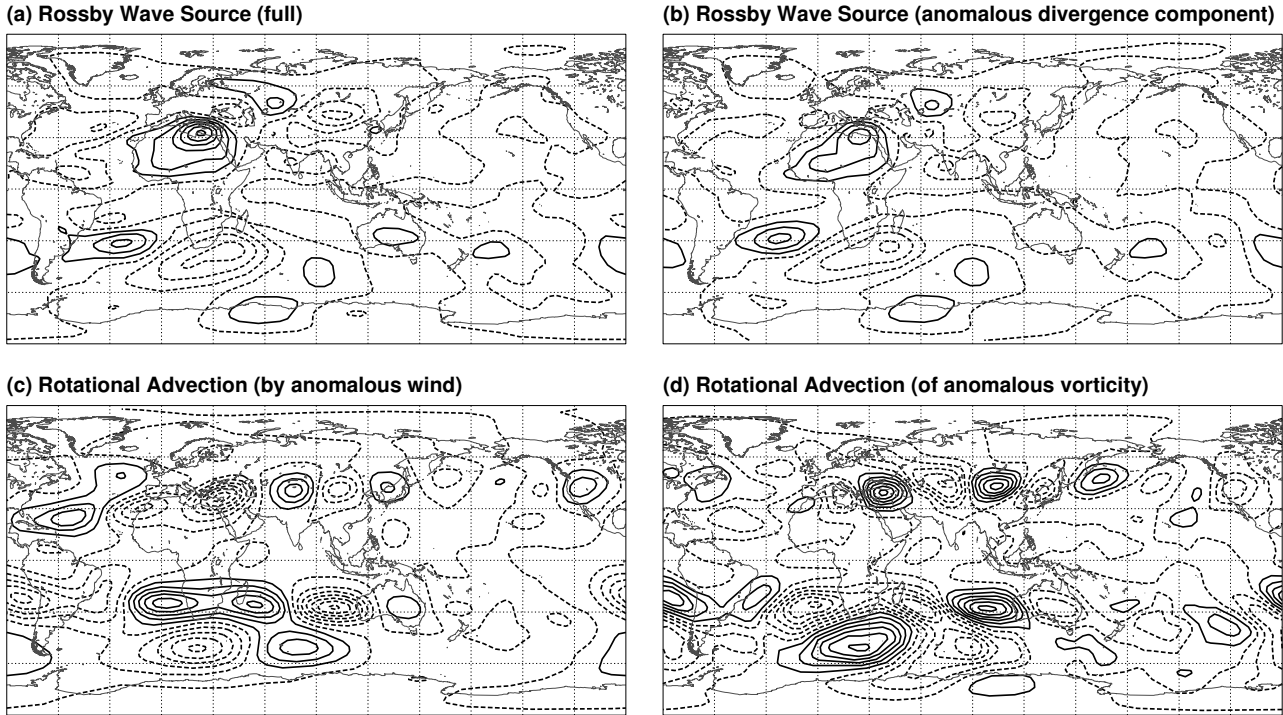 (a) Rossby Wave Source (full)
(b) Rossby Wave Source (anomalous divergence component)
(c) Rotational Advection (by anomalous wind)
(d) Rotational Advection (of anomalous vorticity)